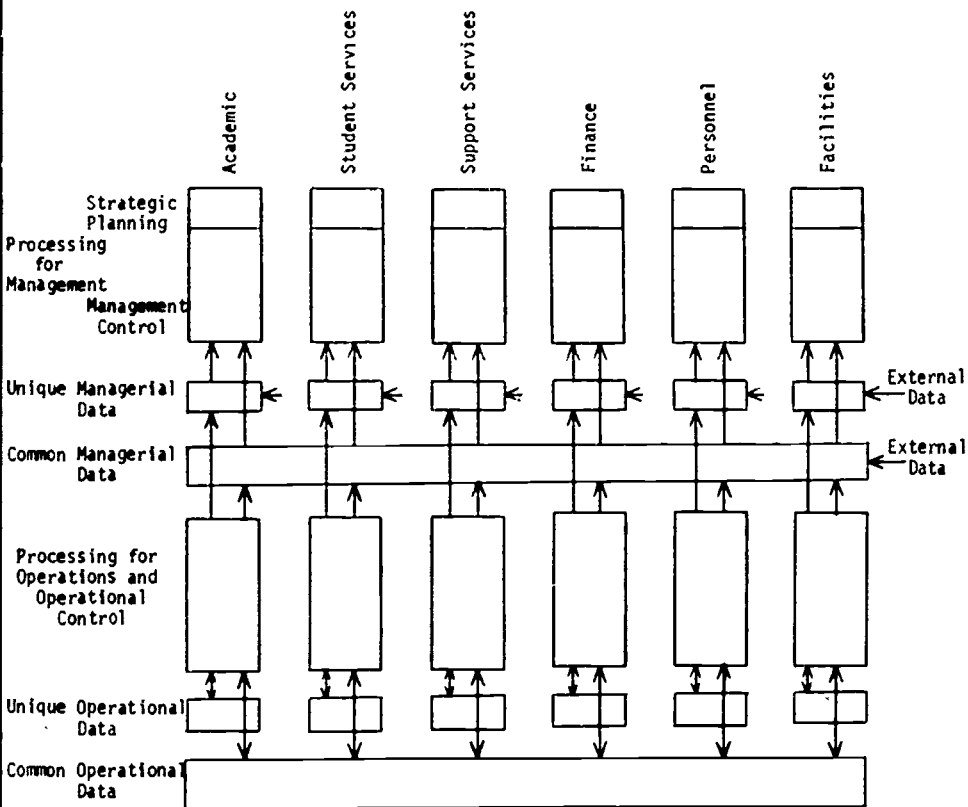 Academic
Student Services
Support Services
Finance
Personnel
Facilities
Strategic
Planning
Processing
for
Management
Management
Control
Unique Managerial
Data
External
Data
Common Managerial
Data
External
Data
Processing for
Operations and
Operational
Control
Unique Operational
Data
Common Operational
Data